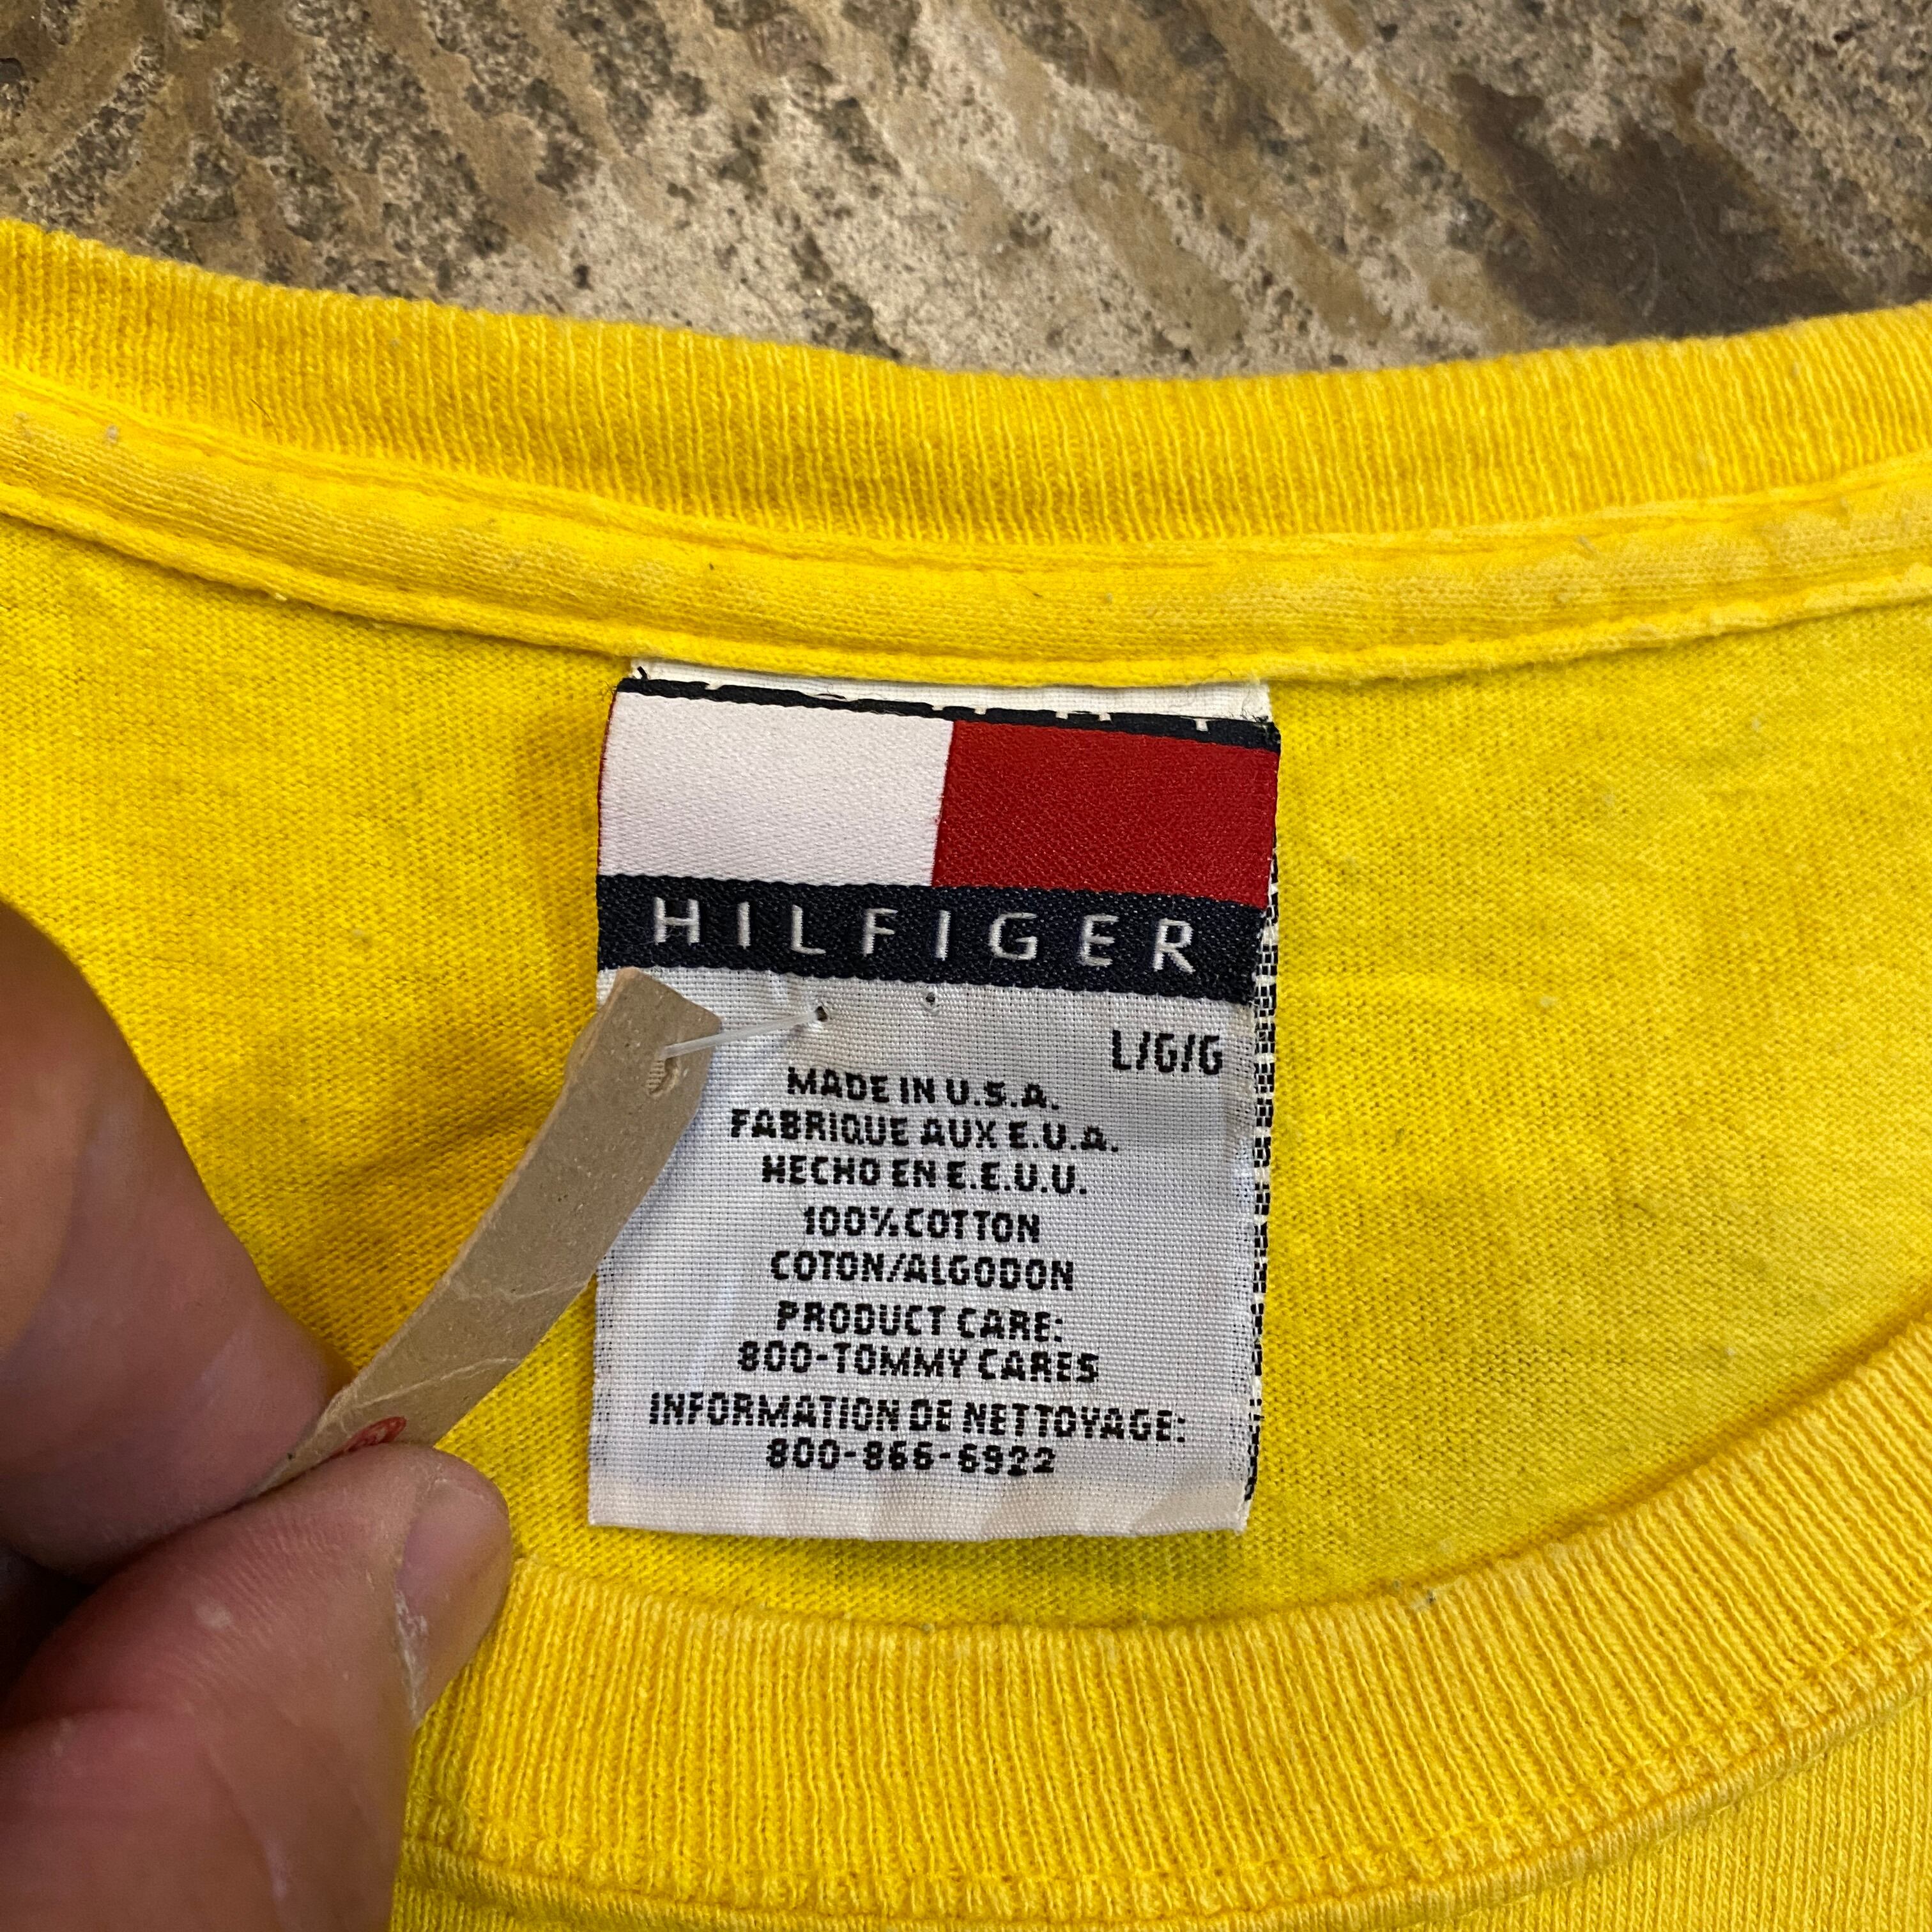 HILFIGER
L/G/G
MADE IN U.S.A.
FABRIQUE AUX E.U.A.
HECHO EN E.E.U.U.
100% COTTON
COTON/ALGODON
PRODUCT CARE:
800-TOMMY CARES
INFORMATION DE NETTOYAGE:
800-866-6922